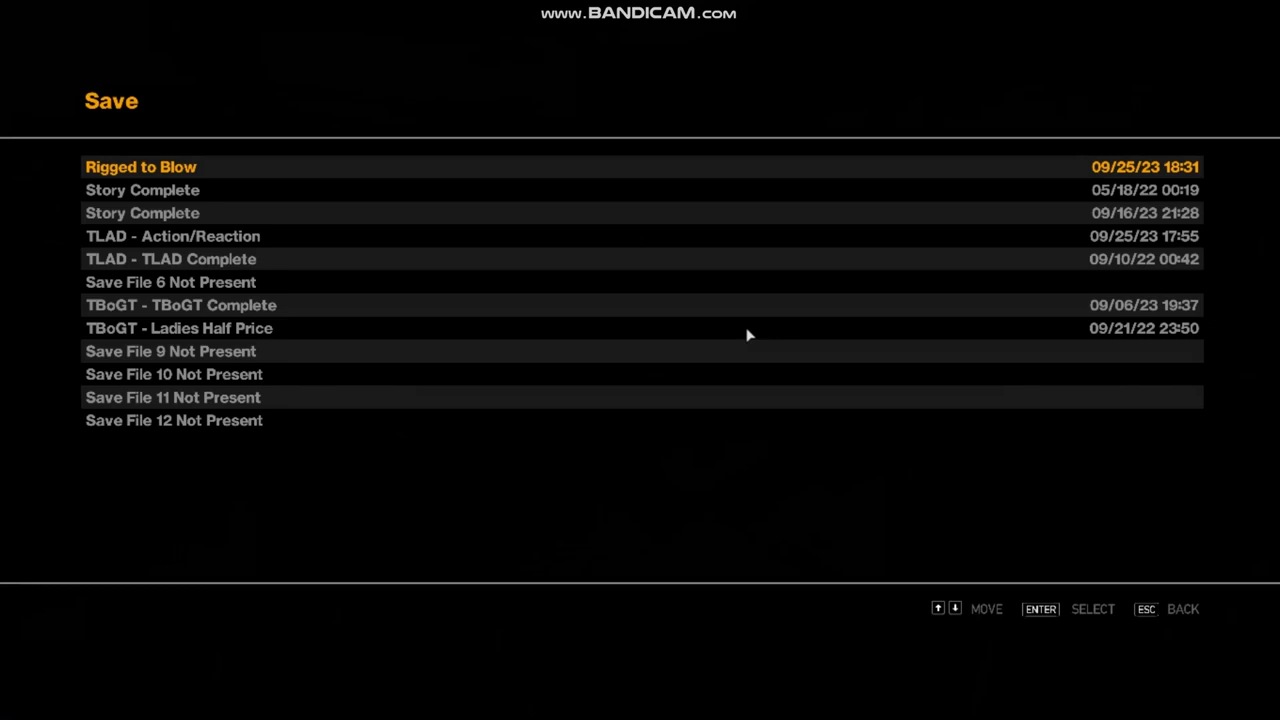 www.BANDICAM.com
Save
Rigged to Blow 09/25/23 18:31
Story Complete 05/18/22 00:19
Story Complete 09/16/23 21:28
TLAD - Action/Reaction 09/25/23 17:55
TLAD - TLAD Complete 09/10/22 00:42
Save File 6 Not Present
TBoGT - TBoGT Complete 09/06/23 19:37
TBoGT - Ladies Half Price 09/21/22 23:50
Save File 9 Not Present
Save File 10 Not Present
Save File 11 Not Present
Save File 12 Not Present
MOVE ENTER SELECT ESC BACK